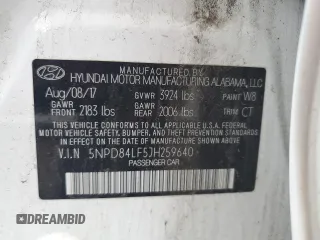 MANUFACTURED BY
HYUNDAI MOTOR MANUFACTURING ALABAMA, LLC
Aug/08/17 GVWR 3924 lbs PAINT W8
GAWR FRONT 2183 lbs GAWR REAR 2006 lbs TRIM CT
THIS VEHICLE CONFORMS TO ALL APPLICABLE FEDERAL
MOTOR VEHICLE SAFETY, BUMPER, AND THEFT PREVENTION
STANDARDS IN EFFECT ON THE DATE OF MANUFACTURE
SHOWN ABOVE.
V.I.N 5NPD84LF5JH259640
PASSENGER CAR